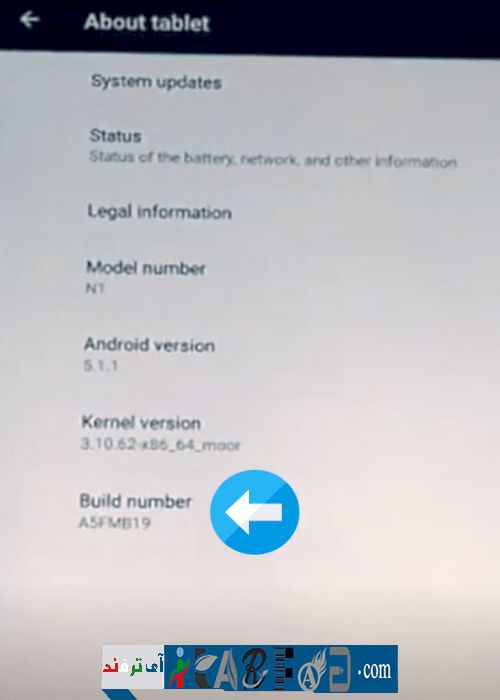 About tablet
System updates
Status
Status of the battery, network, and other information
Legal information
Model number
N1
Android version
5.1.1
Kernel version
3.10.62-x86_64_moor
Build number
A5FMB19
آی ترفند
.com